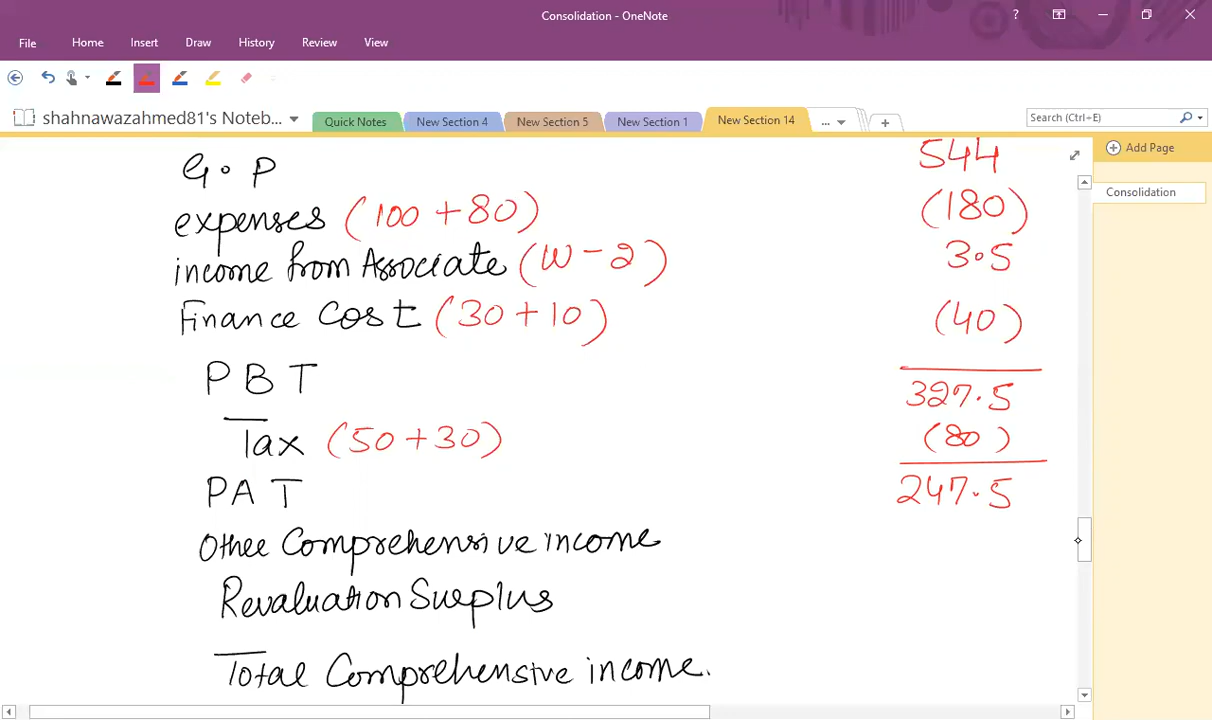 Consolidation - OneNote
?
File Home Insert Draw History Review View
shahnawazahmed81's Noteb...
Quick Notes New Section 4 New Section 5 New Section 1 New Section 14 ...
Search (Ctrl+E)
Add Page
Consolidation
G.P 544
expenses (100+80) (180)
income from Associate (W-2) 3.5
Finance Cost (30+10) (40)
PBT 327.5
Tax (50+30) (80)
PAT 247.5
Other Comprehensive income
Revaluation Surplus
Total Comprehensive income.